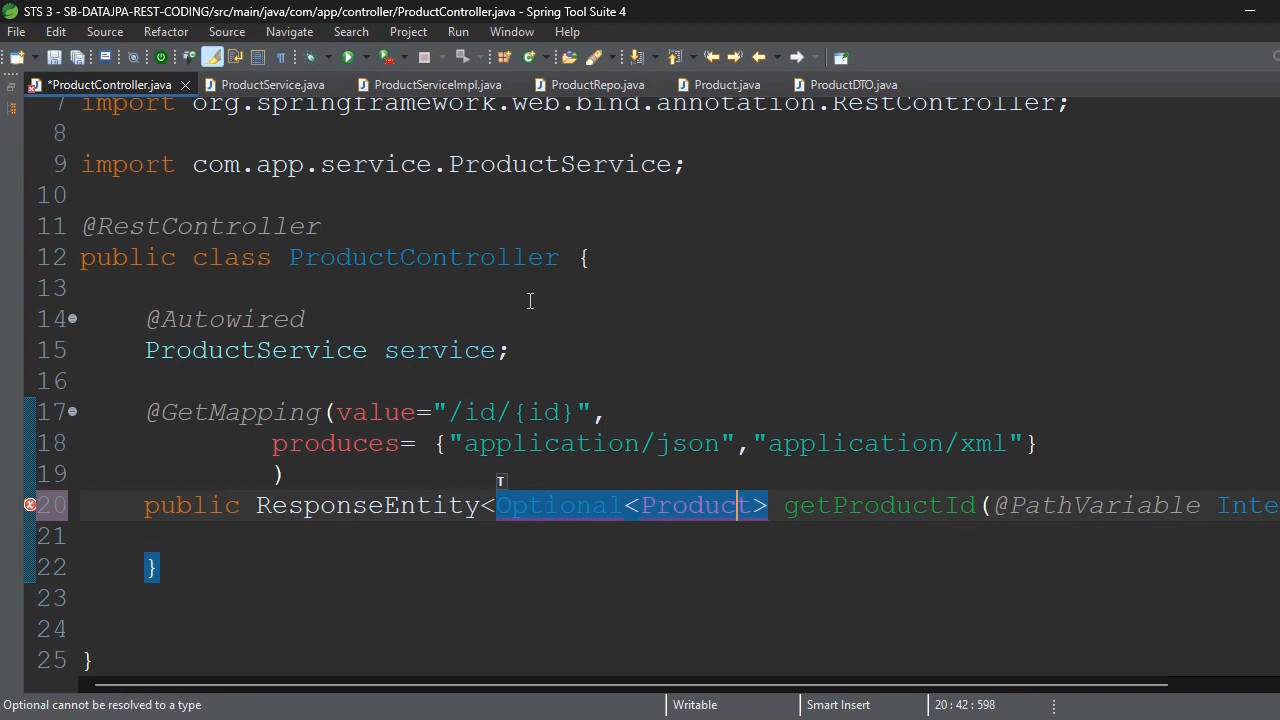 STS 3 - SB-DATAJPA-REST-CODING/src/main/java/com/app/controller/ProductController.java - Spring Tool Suite 4
File Edit Source Refactor Source Navigate Search Project Run Window Help
*ProductController.java ProductService.java ProductServiceImpl.java ProductRepo.java Product.java ProductDTO.java
7 import org.springframework.web.bind.annotation.RestController;
8
9 import com.app.service.ProductService;
10
11 @RestController
12 public class ProductController {
13
14 @Autowired
15 ProductService service;
16
17 @GetMapping(value="/id/{id}",
18 produces= {"application/json","application/xml"}
19 )
20 public ResponseEntity<Optional<Product> getProductId(@PathVariable Inte
21
22 }
23
24
25 }
Optional cannot be resolved to a type Writable Smart Insert 20 : 42 : 598